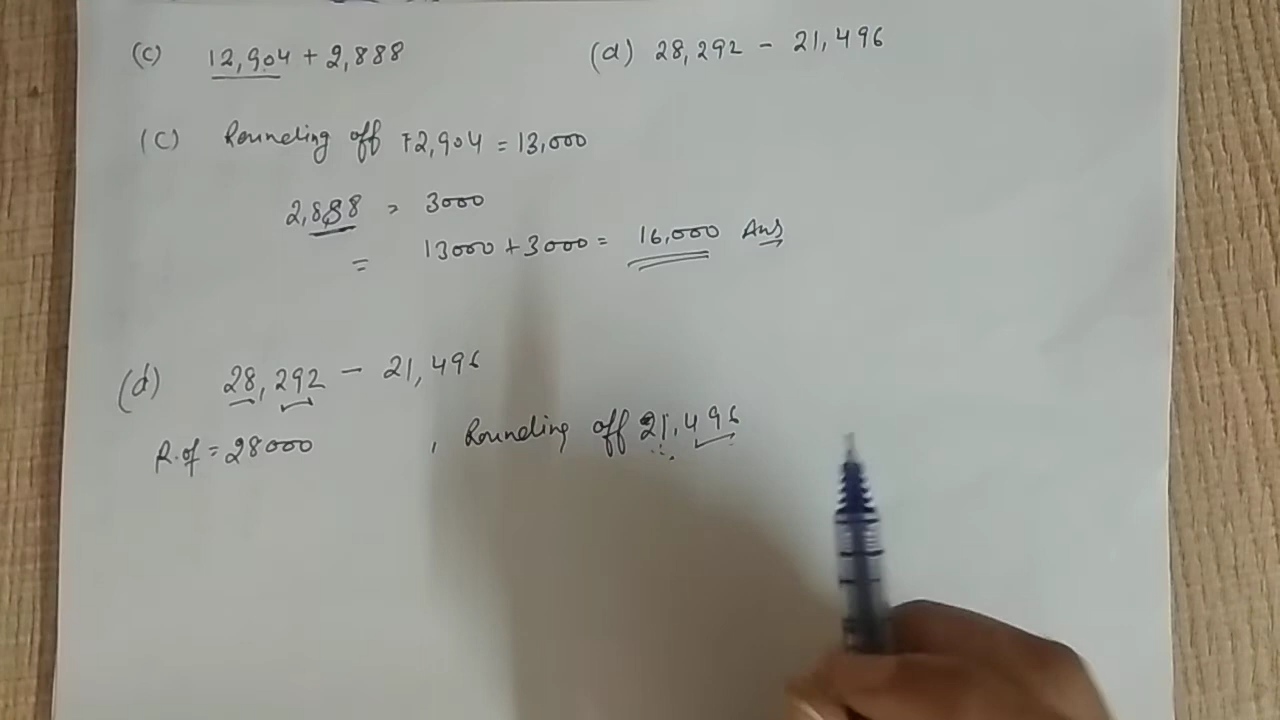 (c) 12,904 + 2,888 (d) 28,292 - 21,496
(C) Rounding off 12,904 = 13,000
2,888 = 3000
= 13000 + 3000 = 16,000 Ans
(d) 28,292 - 21,496
R.of = 28000 , Rounding off 21,496